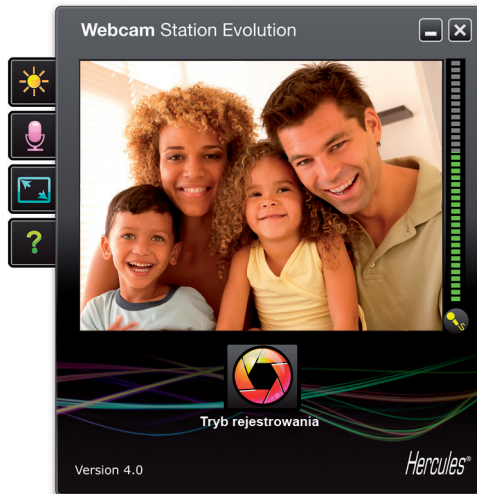 Webcam Station Evolution
?
S
Tryb rejestrowania
Version 4.0
Hercules®